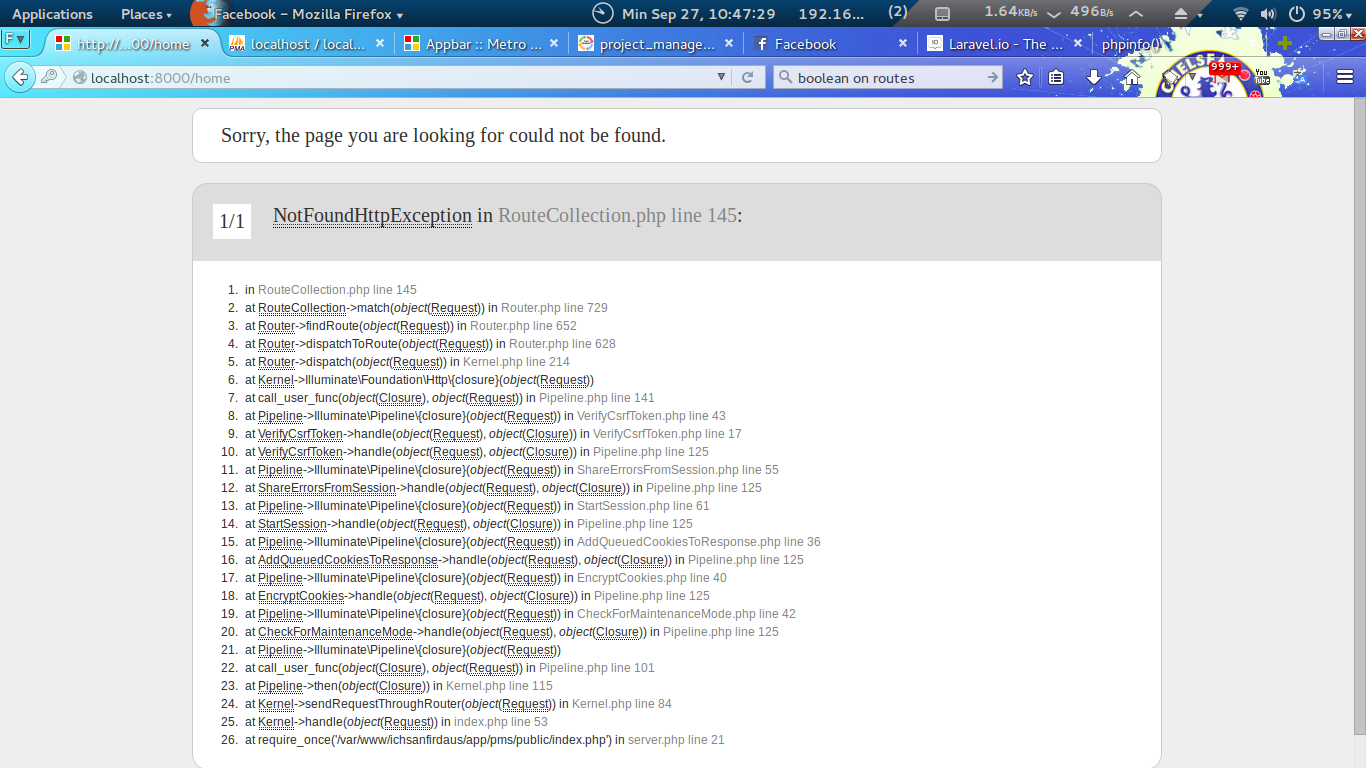 Applications Places Facebook - Mozilla Firefox Min Sep 27, 10:47:29 192.16... (2) 1.64KB/s 496B/s 95%
F http://...00/home localhost / local... Appbar :: Metro ... project_manage... Facebook Laravel.io - The ... phpinfo()
localhost:8000/home boolean on routes 999+ You Tube
CHELSEA
Sorry, the page you are looking for could not be found.
1/1 NotFoundHttpException in RouteCollection.php line 145:
1. in RouteCollection.php line 145
2. at RouteCollection->match(object(Request)) in Router.php line 729
3. at Router->findRoute(object(Request)) in Router.php line 652
4. at Router->dispatchToRoute(object(Request)) in Router.php line 628
5. at Router->dispatch(object(Request)) in Kernel.php line 214
6. at Kernel->Illuminate\Foundation\Http\{closure}(object(Request))
7. at call_user_func(object(Closure), object(Request)) in Pipeline.php line 141
8. at Pipeline->Illuminate\Pipeline\{closure}(object(Request)) in VerifyCsrfToken.php line 43
9. at VerifyCsrfToken->handle(object(Request), object(Closure)) in VerifyCsrfToken.php line 17
10. at VerifyCsrfToken->handle(object(Request), object(Closure)) in Pipeline.php line 125
11. at Pipeline->Illuminate\Pipeline\{closure}(object(Request)) in ShareErrorsFromSession.php line 55
12. at ShareErrorsFromSession->handle(object(Request), object(Closure)) in Pipeline.php line 125
13. at Pipeline->Illuminate\Pipeline\{closure}(object(Request)) in StartSession.php line 61
14. at StartSession->handle(object(Request), object(Closure)) in Pipeline.php line 125
15. at Pipeline->Illuminate\Pipeline\{closure}(object(Request)) in AddQueuedCookiesToResponse.php line 36
16. at AddQueuedCookiesToResponse->handle(object(Request), object(Closure)) in Pipeline.php line 125
17. at Pipeline->Illuminate\Pipeline\{closure}(object(Request)) in EncryptCookies.php line 40
18. at EncryptCookies->handle(object(Request), object(Closure)) in Pipeline.php line 125
19. at Pipeline->Illuminate\Pipeline\{closure}(object(Request)) in CheckForMaintenanceMode.php line 42
20. at CheckForMaintenanceMode->handle(object(Request), object(Closure)) in Pipeline.php line 125
21. at Pipeline->Illuminate\Pipeline\{closure}(object(Request))
22. at call_user_func(object(Closure), object(Request)) in Pipeline.php line 101
23. at Pipeline->then(object(Closure)) in Kernel.php line 115
24. at Kernel->sendRequestThroughRouter(object(Request)) in Kernel.php line 84
25. at Kernel->handle(object(Request)) in index.php line 53
26. at require_once('/var/www/ichsanfirdaus/app/pms/public/index.php') in server.php line 21